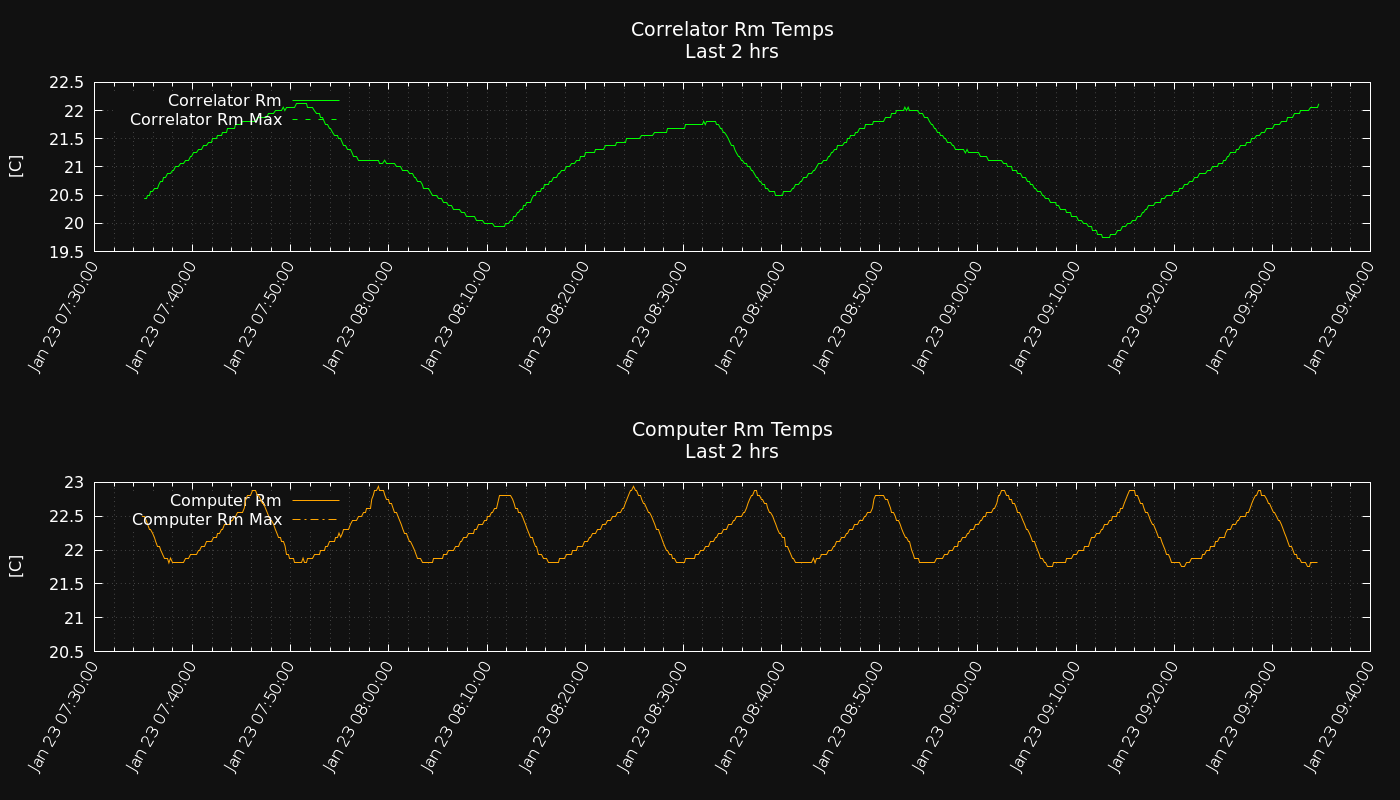 Correlator Rm Temps
Last 2 hrs
22.5
22
21.5
21
20.5
20
19.5
[C]
Correlator Rm
Correlator Rm Max
Jan 23 07:30:00
Jan 23 07:40:00
Jan 23 07:50:00
Jan 23 08:00:00
Jan 23 08:10:00
Jan 23 08:20:00
Jan 23 08:30:00
Jan 23 08:40:00
Jan 23 08:50:00
Jan 23 09:00:00
Jan 23 09:10:00
Jan 23 09:20:00
Jan 23 09:30:00
Jan 23 09:40:00
Computer Rm Temps
Last 2 hrs
23
22.5
22
21.5
21
20.5
[C]
Computer Rm
Computer Rm Max
Jan 23 07:30:00
Jan 23 07:40:00
Jan 23 07:50:00
Jan 23 08:00:00
Jan 23 08:10:00
Jan 23 08:20:00
Jan 23 08:30:00
Jan 23 08:40:00
Jan 23 08:50:00
Jan 23 09:00:00
Jan 23 09:10:00
Jan 23 09:20:00
Jan 23 09:30:00
Jan 23 09:40:00